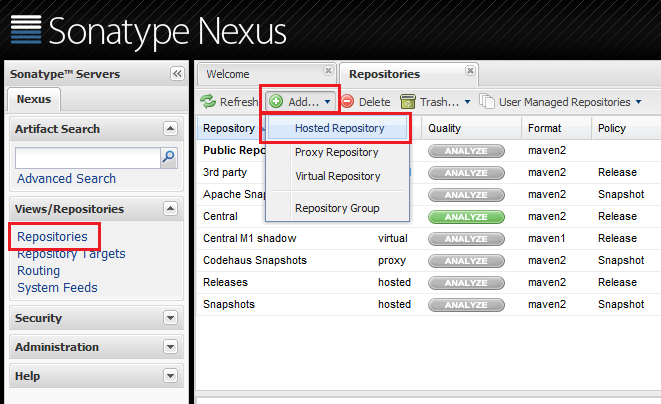 Sonatype Nexus
Sonatype™ Servers
Nexus
Artifact Search
Advanced Search
Views/Repositories
Repositories
Repository Targets
Routing
System Feeds
Security
Administration
Help
Welcome
Repositories
Refresh Add... Delete Trash... User Managed Repositories
Repository Quality Format Policy
Hosted Repository
Proxy Repository
Virtual Repository
Repository Group
Public Repo ANALYZE maven2
3rd party ANALYZE maven2 Release
Apache Snap ANALYZE maven2 Snapshot
Central ANALYZE maven2 Release
Central M1 shadow virtual ANALYZE maven1 Release
Codehaus Snapshots proxy ANALYZE maven2 Snapshot
Releases hosted ANALYZE maven2 Release
Snapshots hosted ANALYZE maven2 Snapshot